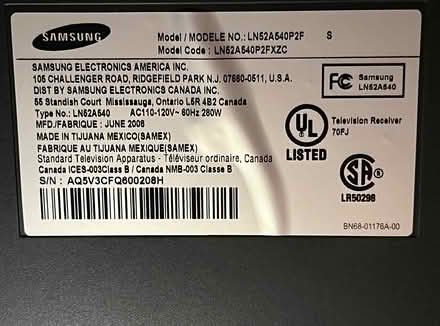 SAMSUNG
Model / MODELE NO.: LN52A540P2F S
Model Code : LN52A540P2FXZC
SAMSUNG ELECTRONICS AMERICA INC.
105 CHALLENGER ROAD, RIDGEFIELD PARK N.J. 07660-0511, U.S.A.
DIST BY SAMSUNG ELECTRONICS CANADA INC.
55 Standish Court Mississauga, Ontario L5R 4B2 Canada
Type No.: LN52A540 AC110-120V~ 60Hz 280W
MFD./FABRIQUE : JUNE 2008
MADE IN TIJUANA MEXICO(SAMEX)
FABRIQUE AU TIJUANA MEXIQUE(SAMEX)
Standard Television Apparatus - Téléviseur ordinaire, Canada
Canada ICES-003Class B / Canada NMB-003 Classe B
S/N : AQ5V3CFQ600208H
FC Samsung
LN52A540
UL Television Receiver
70FJ
LISTED
SA
LR50298
BN68-01176A-00